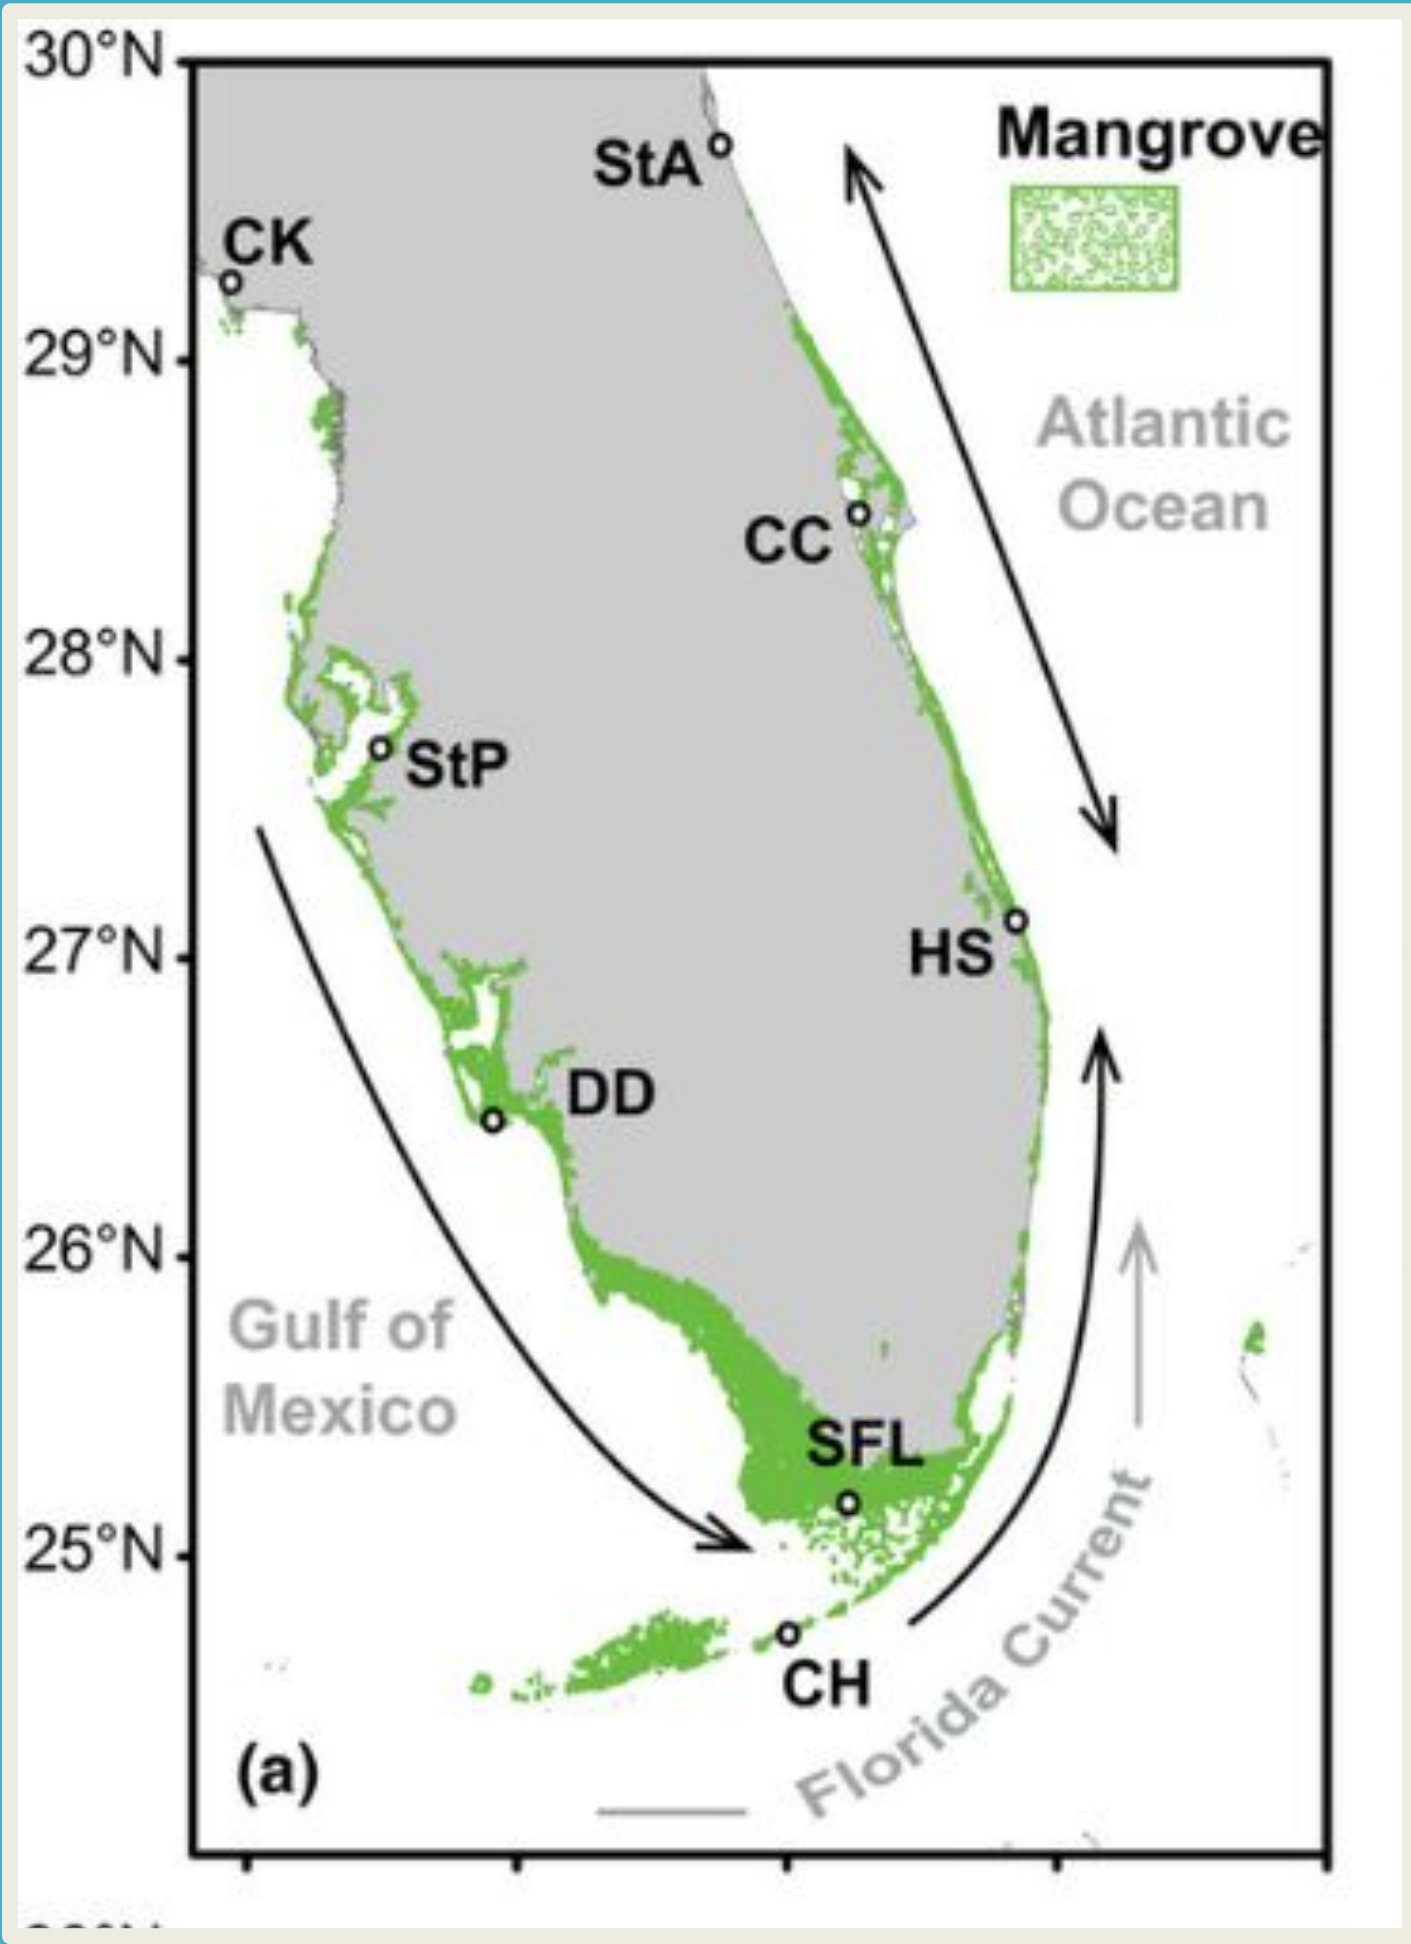 30°N
StA
Mangrove
CK
29°N
Atlantic
Ocean
CC
28°N
StP
27°N
HS
DD
26°N
Gulf of
Mexico
SFL
25°N
CH
Florida Current
(a)